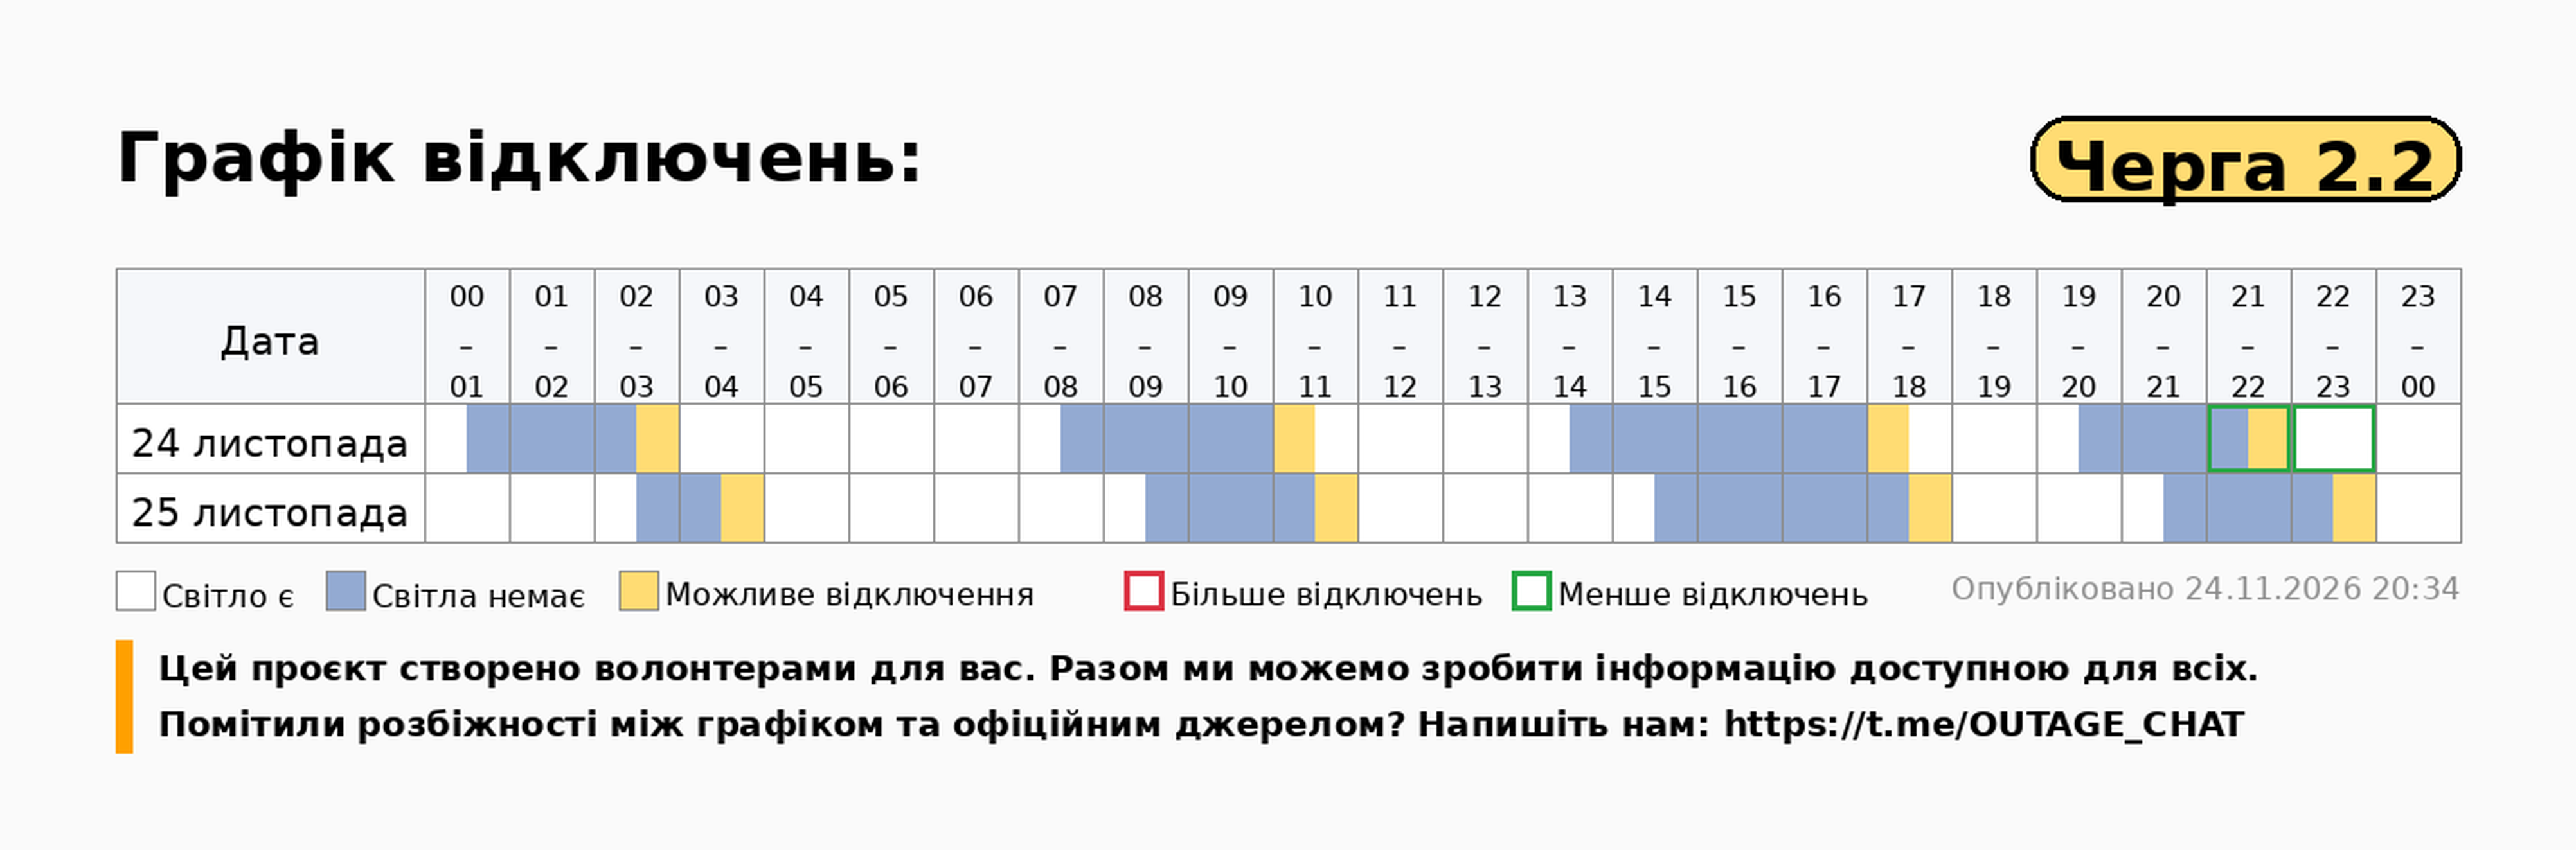 Графік відключень:
Черга 2.2
Дата
00 – 01
01 – 02
02 – 03
03 – 04
04 – 05
05 – 06
06 – 07
07 – 08
08 – 09
09 – 10
10 – 11
11 – 12
12 – 13
13 – 14
14 – 15
15 – 16
16 – 17
17 – 18
18 – 19
19 – 20
20 – 21
21 – 22
22 – 23
23 – 00
24 листопада
25 листопада
Світло є
Світла немає
Можливе відключення
Більше відключень
Менше відключень
Опубліковано 24.11.2026 20:34
Цей проєкт створено волонтерами для вас. Разом ми можемо зробити інформацію доступною для всіх.
Помітили розбіжності між графіком та офіційним джерелом? Напишіть нам: https://t.me/OUTAGE_CHAT